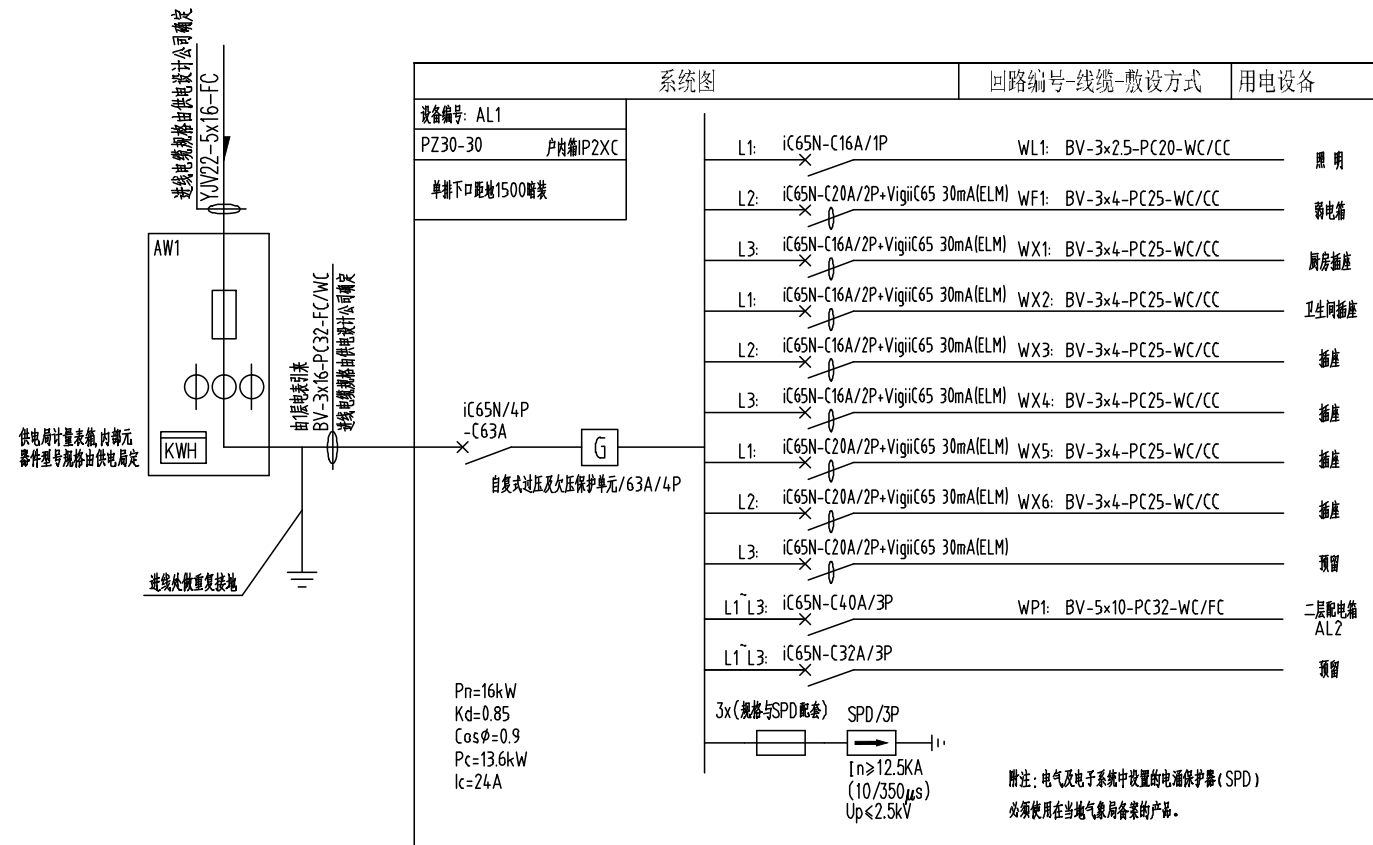 进线电缆规格由供电设计公司确定
YJV22-5x16-FC
AW1
KWH
供电局计量表箱,内部元
器件型号规格由供电局定
由1层电表引来
BV-3x16-PC32-FC/WC
进线电缆规格由供电设计公司确定
进线处做重复接地
系统图
回路编号-线缆-敷设方式
用电设备
设备编号: AL1
PZ30-30 户内箱IP2XC
单排下口距地1500暗装
iC65N/4P
-C63A
G
自复式过压及欠压保护单元/63A/4P
L1: iC65N-C16A/1P WL1: BV-3×2.5-PC20-WC/CC 照明
L2: iC65N-C20A/2P+VigiiC65 30mA(ELM) WF1: BV-3×4-PC25-WC/CC 弱电箱
L3: iC65N-C16A/2P+VigiiC65 30mA(ELM) WX1: BV-3×4-PC25-WC/CC 厨房插座
L1: iC65N-C16A/2P+VigiiC65 30mA(ELM) WX2: BV-3×4-PC25-WC/CC 卫生间插座
L2: iC65N-C16A/2P+VigiiC65 30mA(ELM) WX3: BV-3×4-PC25-WC/CC 插座
L3: iC65N-C16A/2P+VigiiC65 30mA(ELM) WX4: BV-3×4-PC25-WC/CC 插座
L1: iC65N-C20A/2P+VigiiC65 30mA(ELM) WX5: BV-3×4-PC25-WC/CC 插座
L2: iC65N-C20A/2P+VigiiC65 30mA(ELM) WX6: BV-3×4-PC25-WC/CC 插座
L3: iC65N-C20A/2P+VigiiC65 30mA(ELM) 预留
L1~L3: iC65N-C40A/3P WP1: BV-5×10-PC32-WC/FC 二层配电箱
AL2
L1~L3: iC65N-C32A/3P 预留
Pn=16kW
Kd=0.85
CosΦ=0.9
Pc=13.6kW
Ic=24A
3x(规格与SPD配套) SPD/3P
In≥12.5KA
(10/350μs)
Up≤2.5kV
附注:电气及电子系统中设置的电涌保护器(SPD)
必须使用在当地气象局备案的产品。